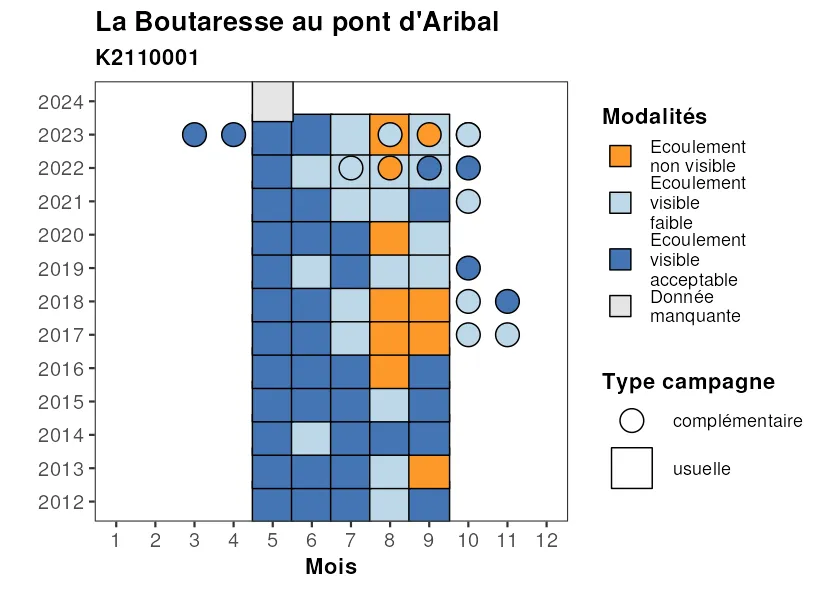 La Boutaresse au pont d'Aribal
K2110001
2024
2023
2022
2021
2020
2019
2018
2017
2016
2015
2014
2013
2012
1 2 3 4 5 6 7 8 9 10 11 12
Mois
Modalités
Ecoulement
non visible
Ecoulement
visible
faible
Ecoulement
visible
acceptable
Donnée
manquante
Type campagne
complémentaire
usuelle